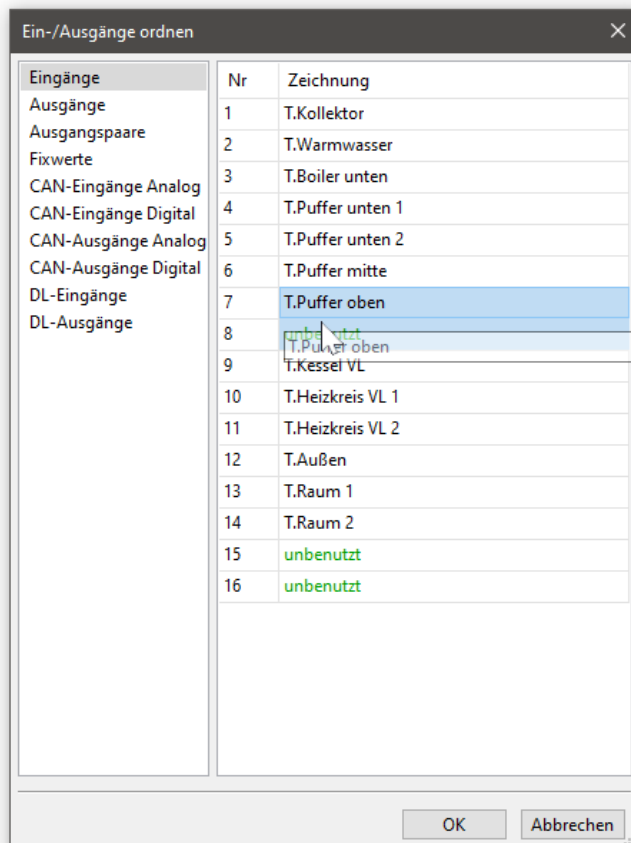 Ein-/Ausgänge ordnen
Eingänge
Ausgänge
Ausgangspaare
Fixwerte
CAN-Eingänge Analog
CAN-Eingänge Digital
CAN-Ausgänge Analog
CAN-Ausgänge Digital
DL-Eingänge
DL-Ausgänge
Nr Zeichnung
1 T.Kollektor
2 T.Warmwasser
3 T.Boiler unten
4 T.Puffer unten 1
5 T.Puffer unten 2
6 T.Puffer mitte
7 T.Puffer oben
8 unbenutzt
T.Puffer oben
9 T.Kessel VL
10 T.Heizkreis VL 1
11 T.Heizkreis VL 2
12 T.Außen
13 T.Raum 1
14 T.Raum 2
15 unbenutzt
16 unbenutzt
OK Abbrechen